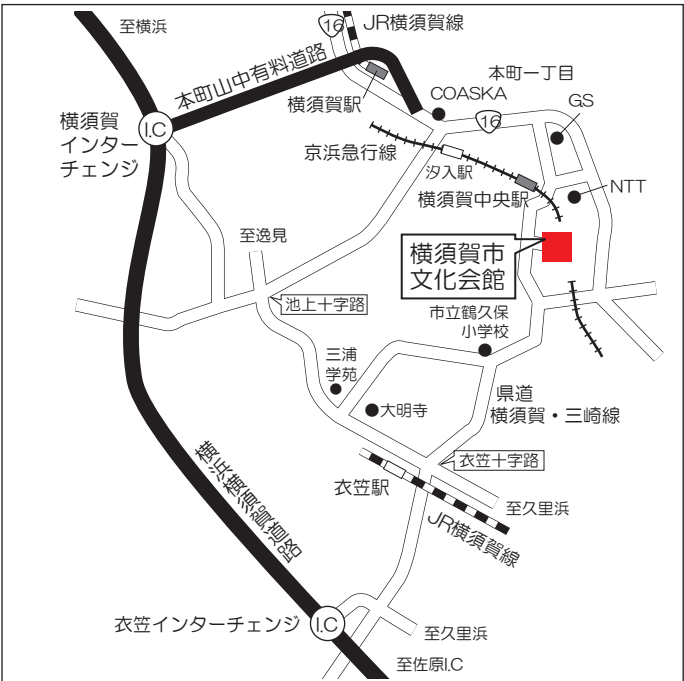 至横浜
16
JR横須賀線
本町山中有料道路
横須賀駅
COASKA
本町一丁目
GS
16
横須賀
インター
チェンジ
I.C
京浜急行線
汐入駅
横須賀中央駅
NTT
至逸見
横須賀市
文化会館
池上十字路
市立鶴久保
小学校
三浦
学苑
大明寺
県道
横須賀・三崎線
衣笠十字路
衣笠駅
至久里浜
JR横須賀線
横浜横須賀道路
衣笠インターチェンジ
I.C
至久里浜
至佐原I.C